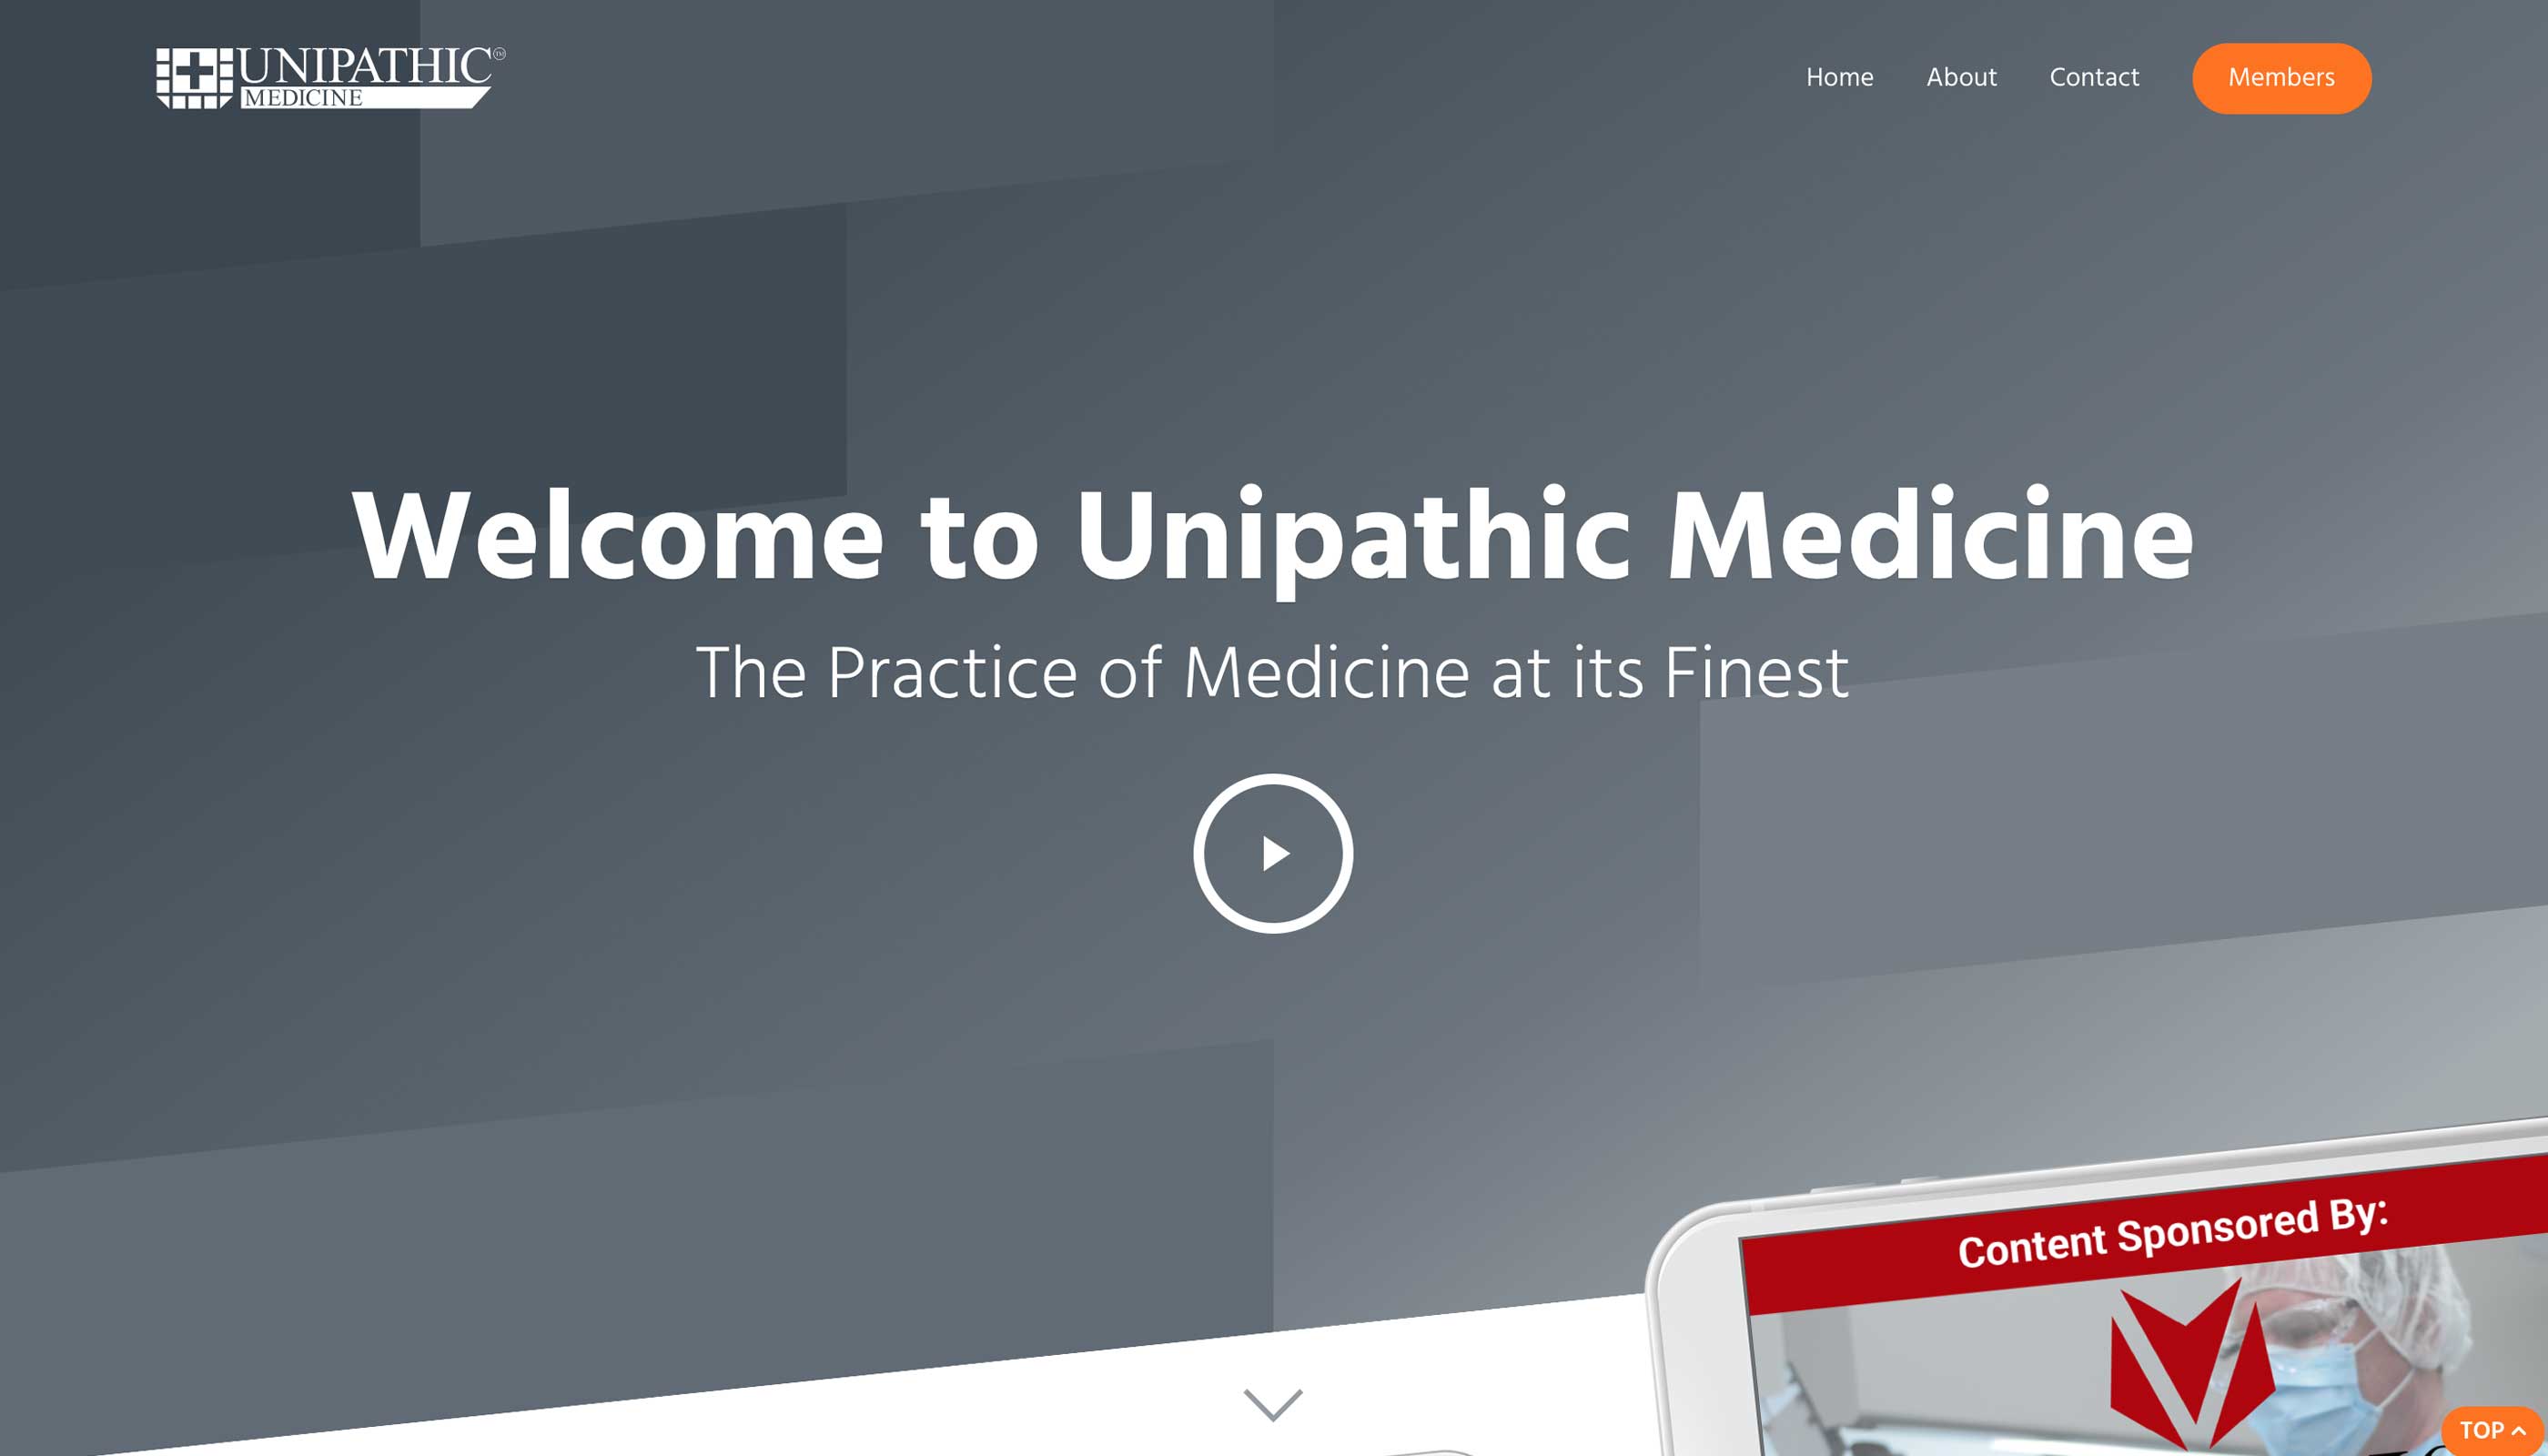 UNIPATHIC TM
MEDICINE
Home
About
Contact
Members
Welcome to Unipathic Medicine
The Practice of Medicine at its Finest
Content Sponsored By:
TOP